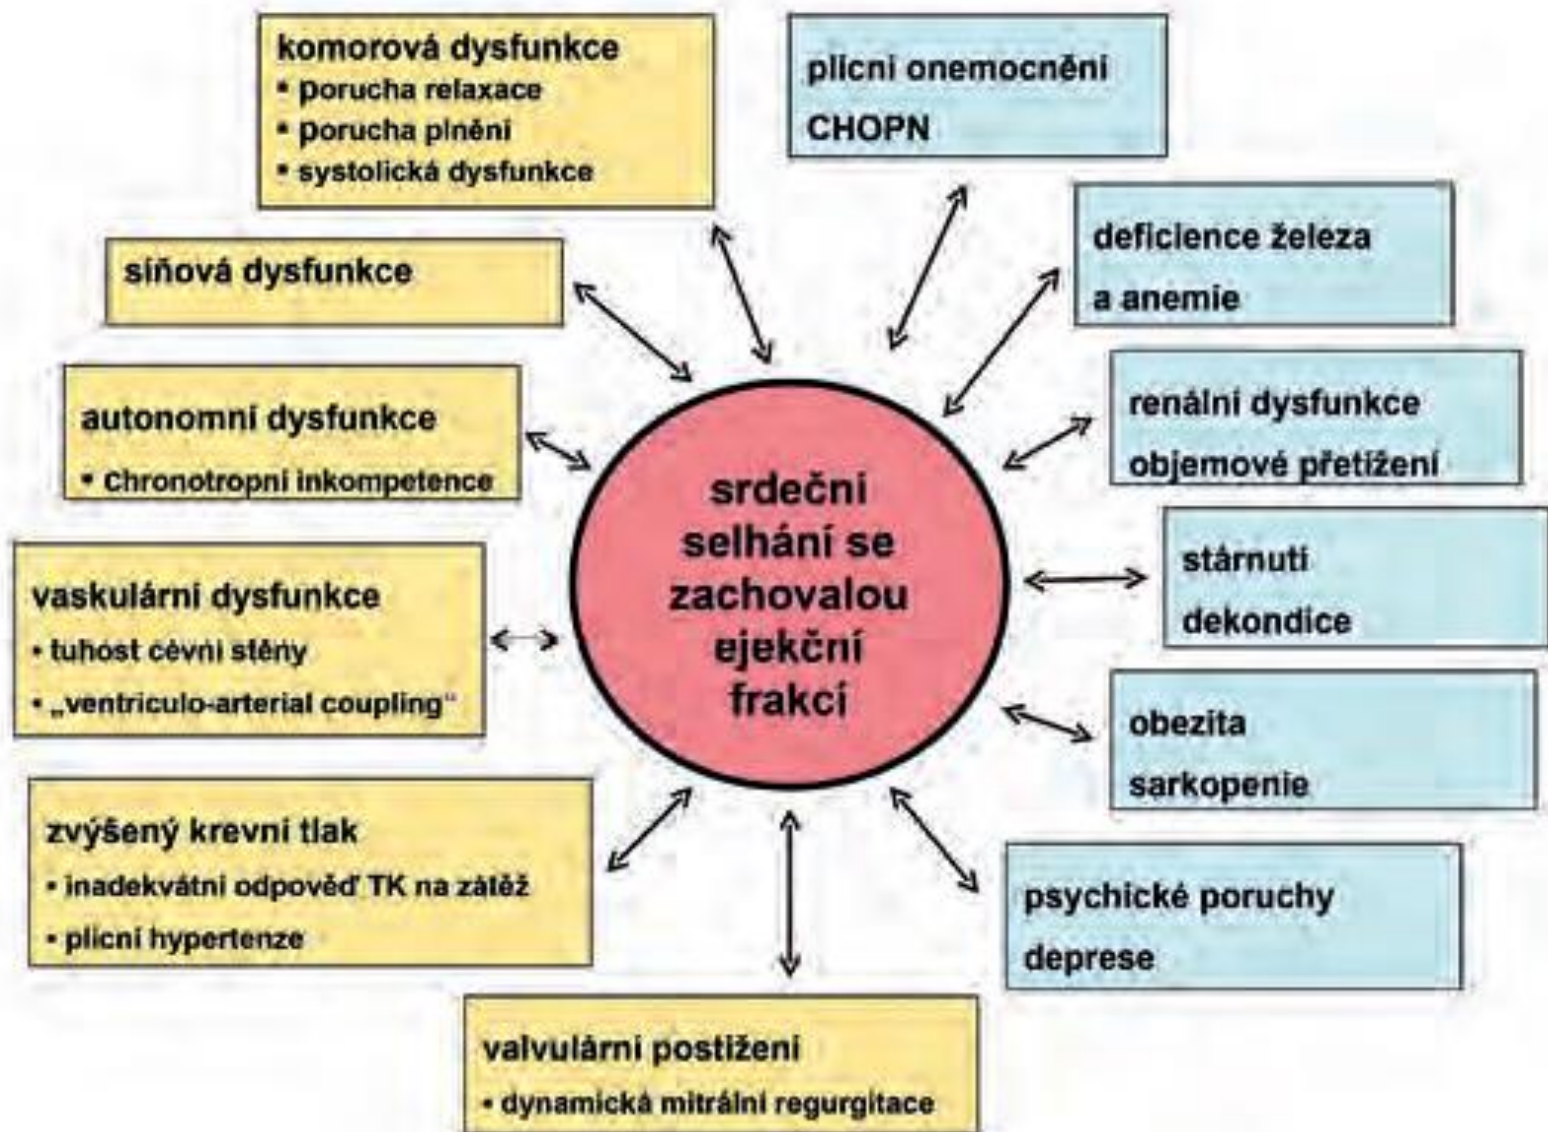 komorová dysfunkce
▪ porucha relaxace
▪ porucha plnění
▪ systolická dysfunkce
plicní onemocnění
CHOPN
síňová dysfunkce
deficience železa
a anemie
autonomní dysfunkce
▪ Chronotropní inkompetence
renální dysfunkce
objemové přetížení
srdeční
selhání se
zachovalou
ejekční
frakcí
vaskulární dysfunkce
▪ tuhost cévní stěny
▪ „ventriculo-arterial coupling“
stárnutí
dekondice
obezita
sarkopenie
zvýšený krevní tlak
▪ inadekvátní odpověď TK na zátěž
▪ plicní hypertenze
psychické poruchy
deprese
valvulární postižení
▪ dynamická mitrální regurgitace